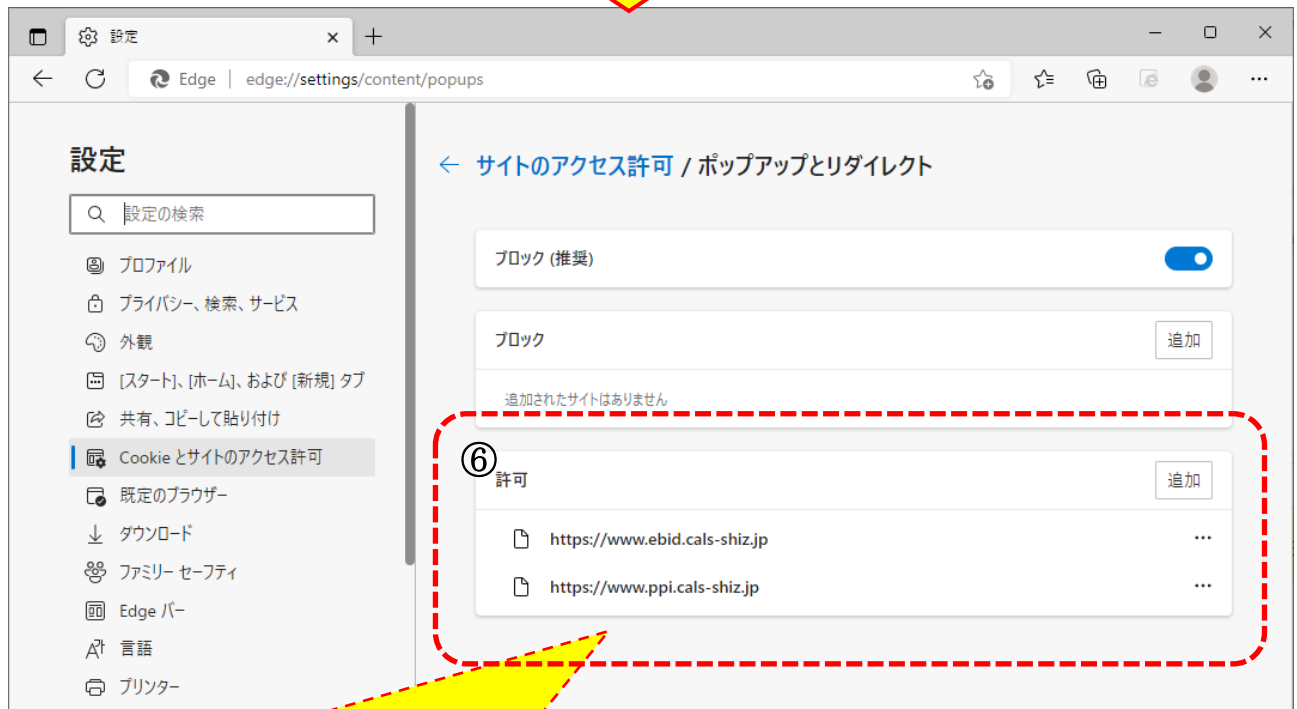 設定
Edge
edge://settings/content/popups
設定
設定の検索
プロファイル
プライバシー、検索、サービス
外観
[スタート]、[ホーム]、および [新規] タブ
共有、コピーして貼り付け
Cookie とサイトのアクセス許可
既定のブラウザー
ダウンロード
ファミリー セーフティ
Edge バー
言語
プリンター
サイトのアクセス許可 / ポップアップとリダイレクト
ブロック (推奨)
ブロック
追加
追加されたサイトはありません
⑥
許可
追加
https://www.ebid.cals-shiz.jp
https://www.ppi.cals-shiz.jp